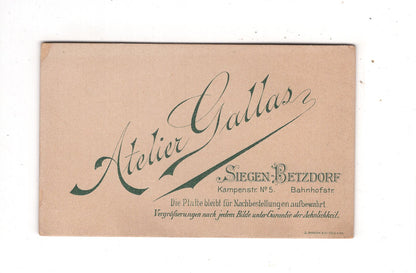 Atelier Gallas
SIEGEN-BETZDORF
Kampenstr. No 5. Bahnhofstr.
Die Platte bleibt für Nachbestellungen aufbewahrt
Vergrößerungen nach jedem Bilde unter Garantie der Aehnlichkeit.